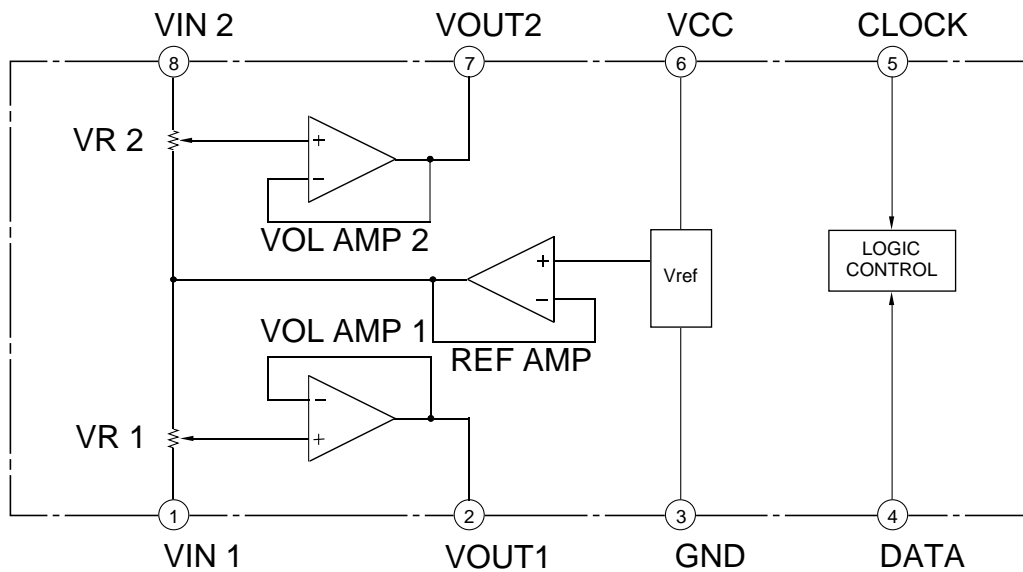 VIN 2 VOUT2 VCC CLOCK
8 7 6 5
VR 2 + −
VOL AMP 2
LOGIC
CONTROL
+ − Vref
VOL AMP 1
REF AMP
VR 1 − +
1 2 3 4
VIN 1 VOUT1 GND DATA